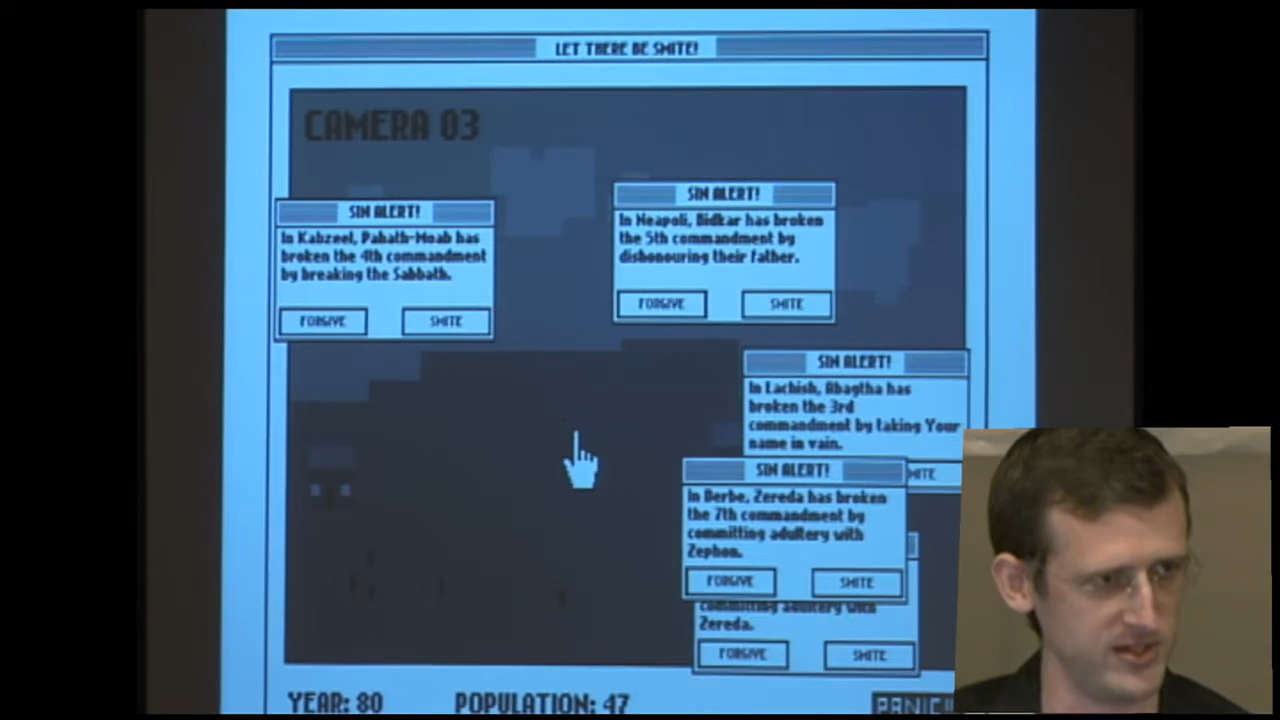 LET THERE BE SMITE!
CAMERA 03
SIN ALERT!
In Kabzeel, Pahath-Moab has
broken the 4th commandment
by breaking the Sabbath.
FORGIVE
SMITE
SIN ALERT!
In Neapoli, Bidkar has broken
the 5th commandment by
dishonouring their father.
FORGIVE
SMITE
SIN ALERT!
In Lachish, Abagtha has
broken the 3rd
commandment by taking Your
name in vain.
SMITE
SIN ALERT!
In Derbe, Zereda has broken
the 7th commandment by
committing adultery with
Zephon.
FORGIVE
SMITE
committing adultery with
Zereda.
FORGIVE
SMITE
YEAR: 80
POPULATION: 47
PANIC!!